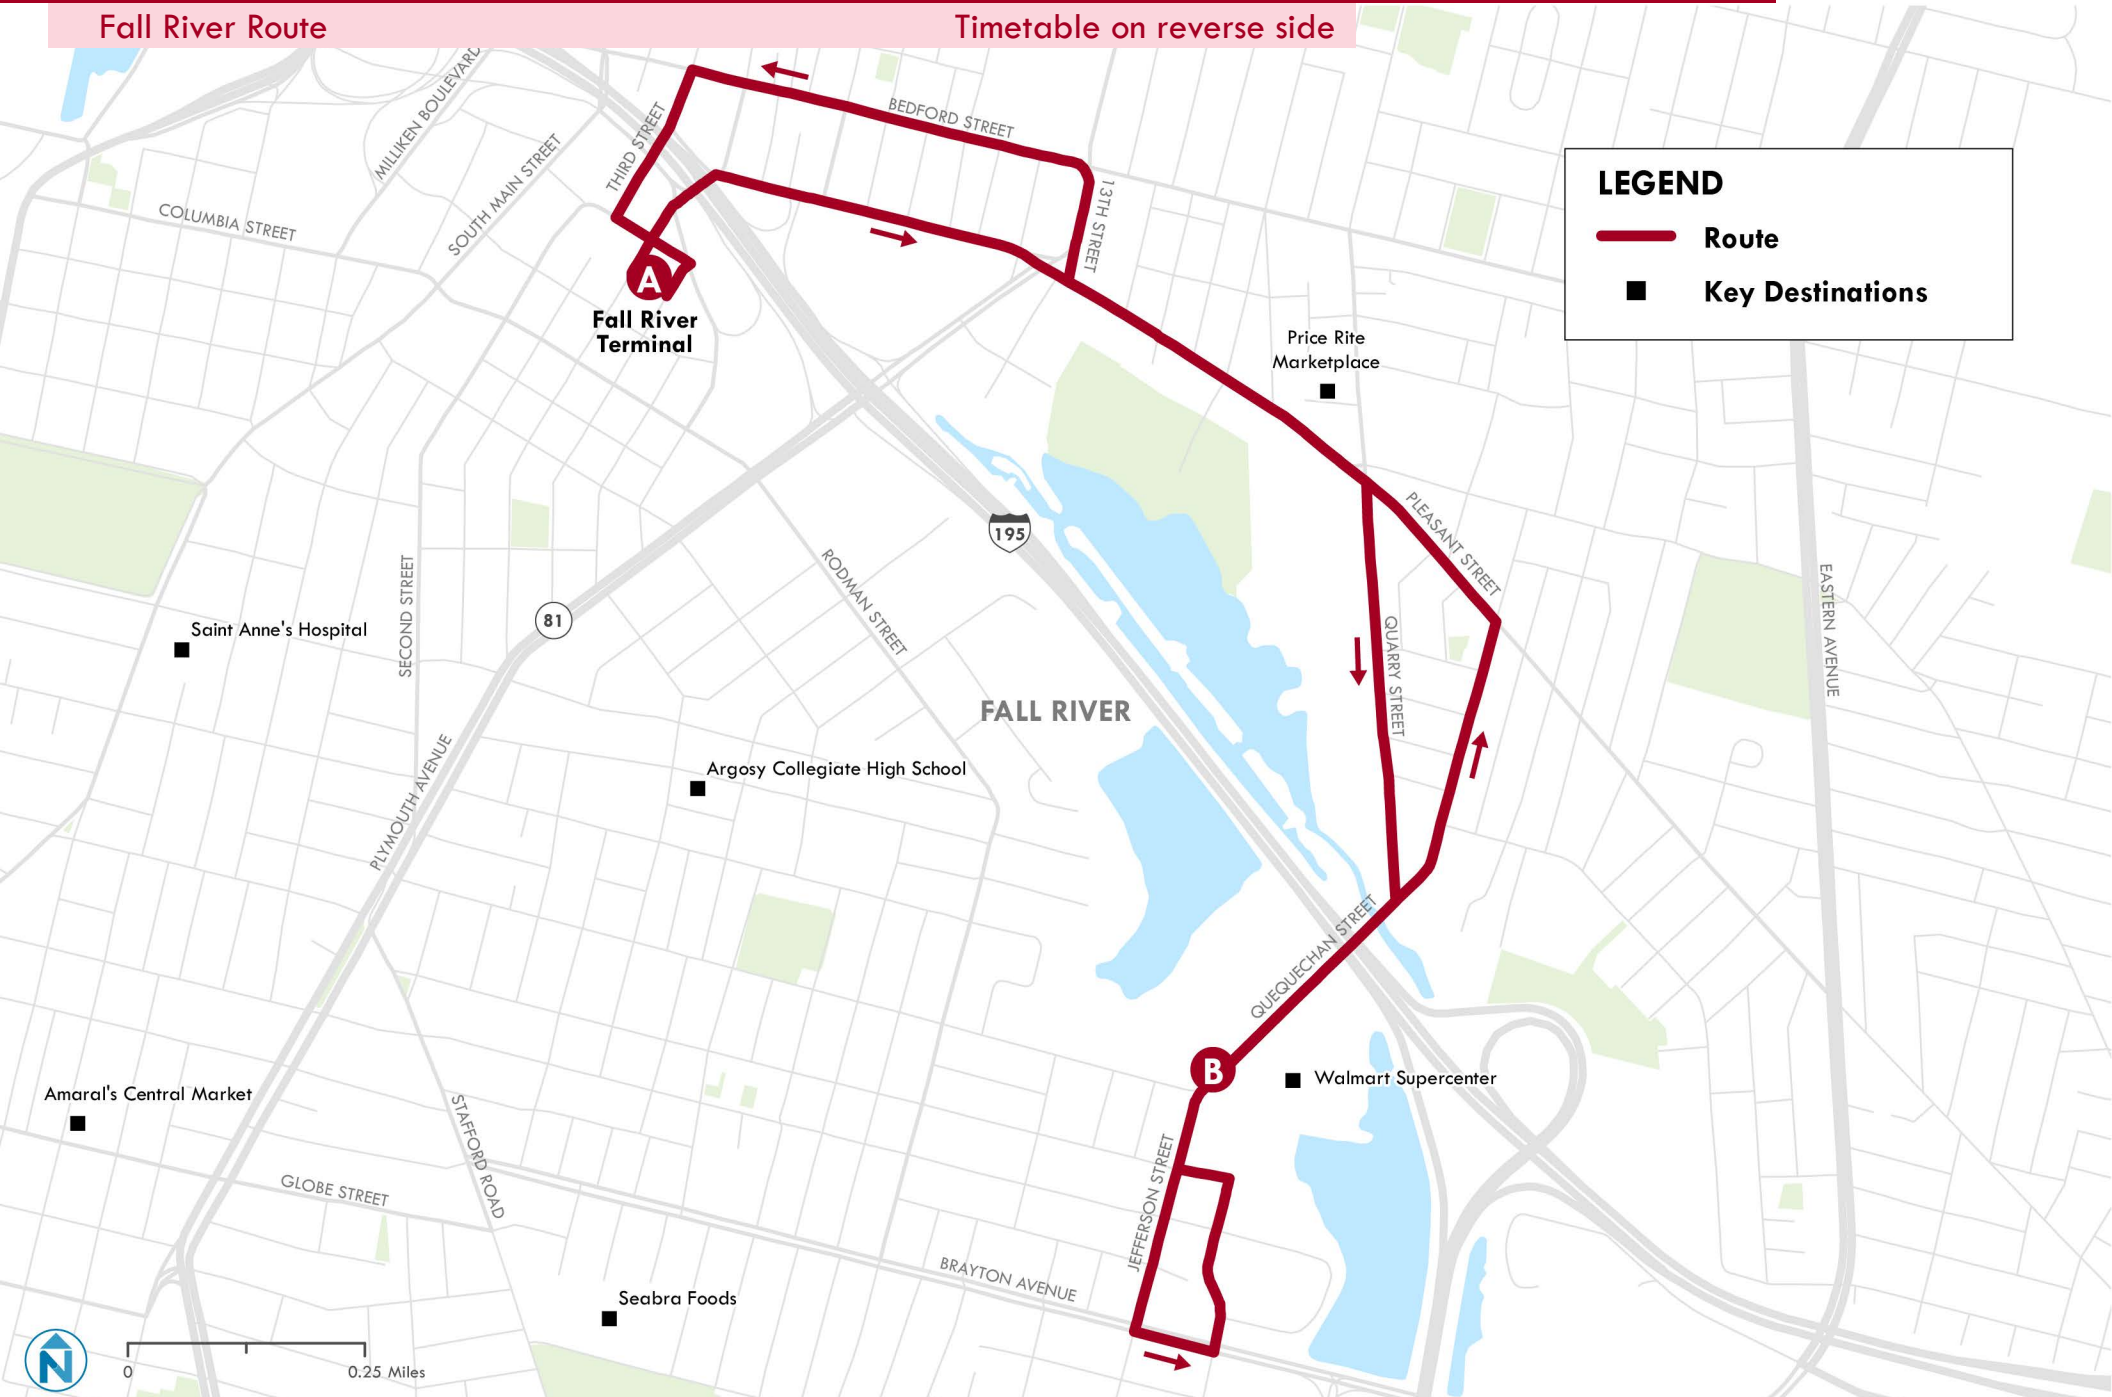 Fall River Route
Timetable on reverse side
MILLIKEN BOULEVARD
SOUTH MAIN STREET
THIRD STREET
BEDFORD STREET
13TH STREET
COLUMBIA STREET
A
Fall River
Terminal
LEGEND
Route
Key Destinations
Price Rite
Marketplace
195
PLEASANT STREET
SECOND STREET
81
RODMAN STREET
QUARRY STREET
EASTERN AVENUE
Saint Anne's Hospital
FALL RIVER
PLYMOUTH AVENUE
Argosy Collegiate High School
QUEQUECHAN STREET
B
Walmart Supercenter
Amaral's Central Market
STAFFORD ROAD
JEFFERSON STREET
GLOBE STREET
BRAYTON AVENUE
Seabra Foods
N
0
0.25 Miles